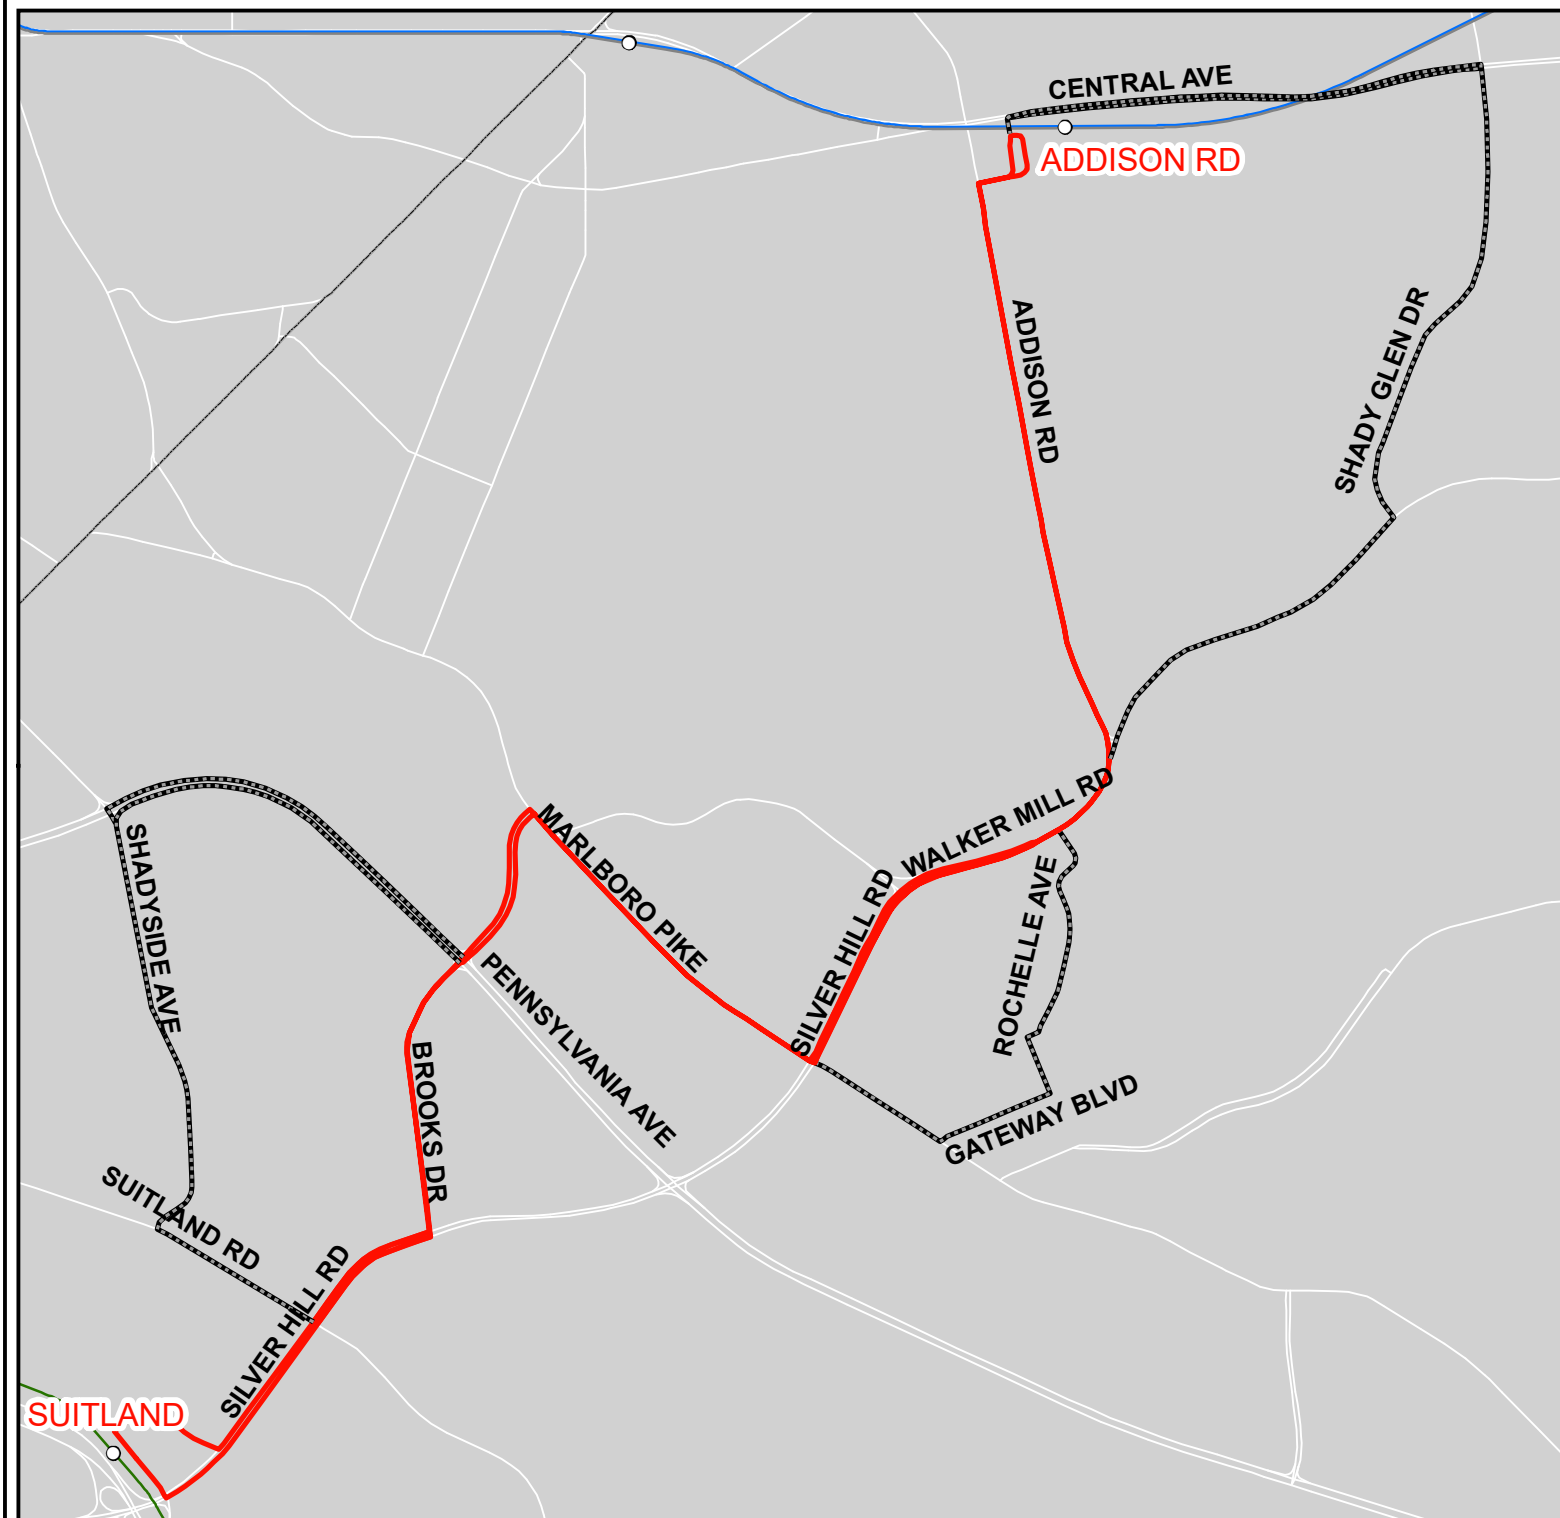 CENTRAL AVE
ADDISON RD
ADDISON RD
SHADY GLEN DR
WALKER MILL RD
MARLBORO PIKE
SHADYSIDE AVE
SILVER HILL RD
ROCHELLE AVE
PENNSYLVANIA AVE
BROOKS DR
GATEWAY BLVD
SUITLAND RD
SILVER HILL RD
SUITLAND